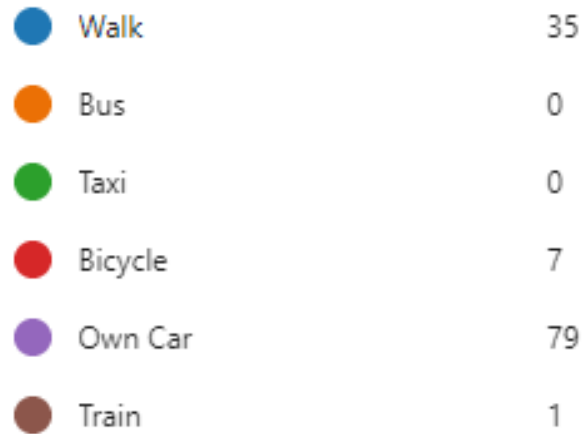 Walk 35
Bus 0
Taxi 0
Bicycle 7
Own Car 79
Train 1